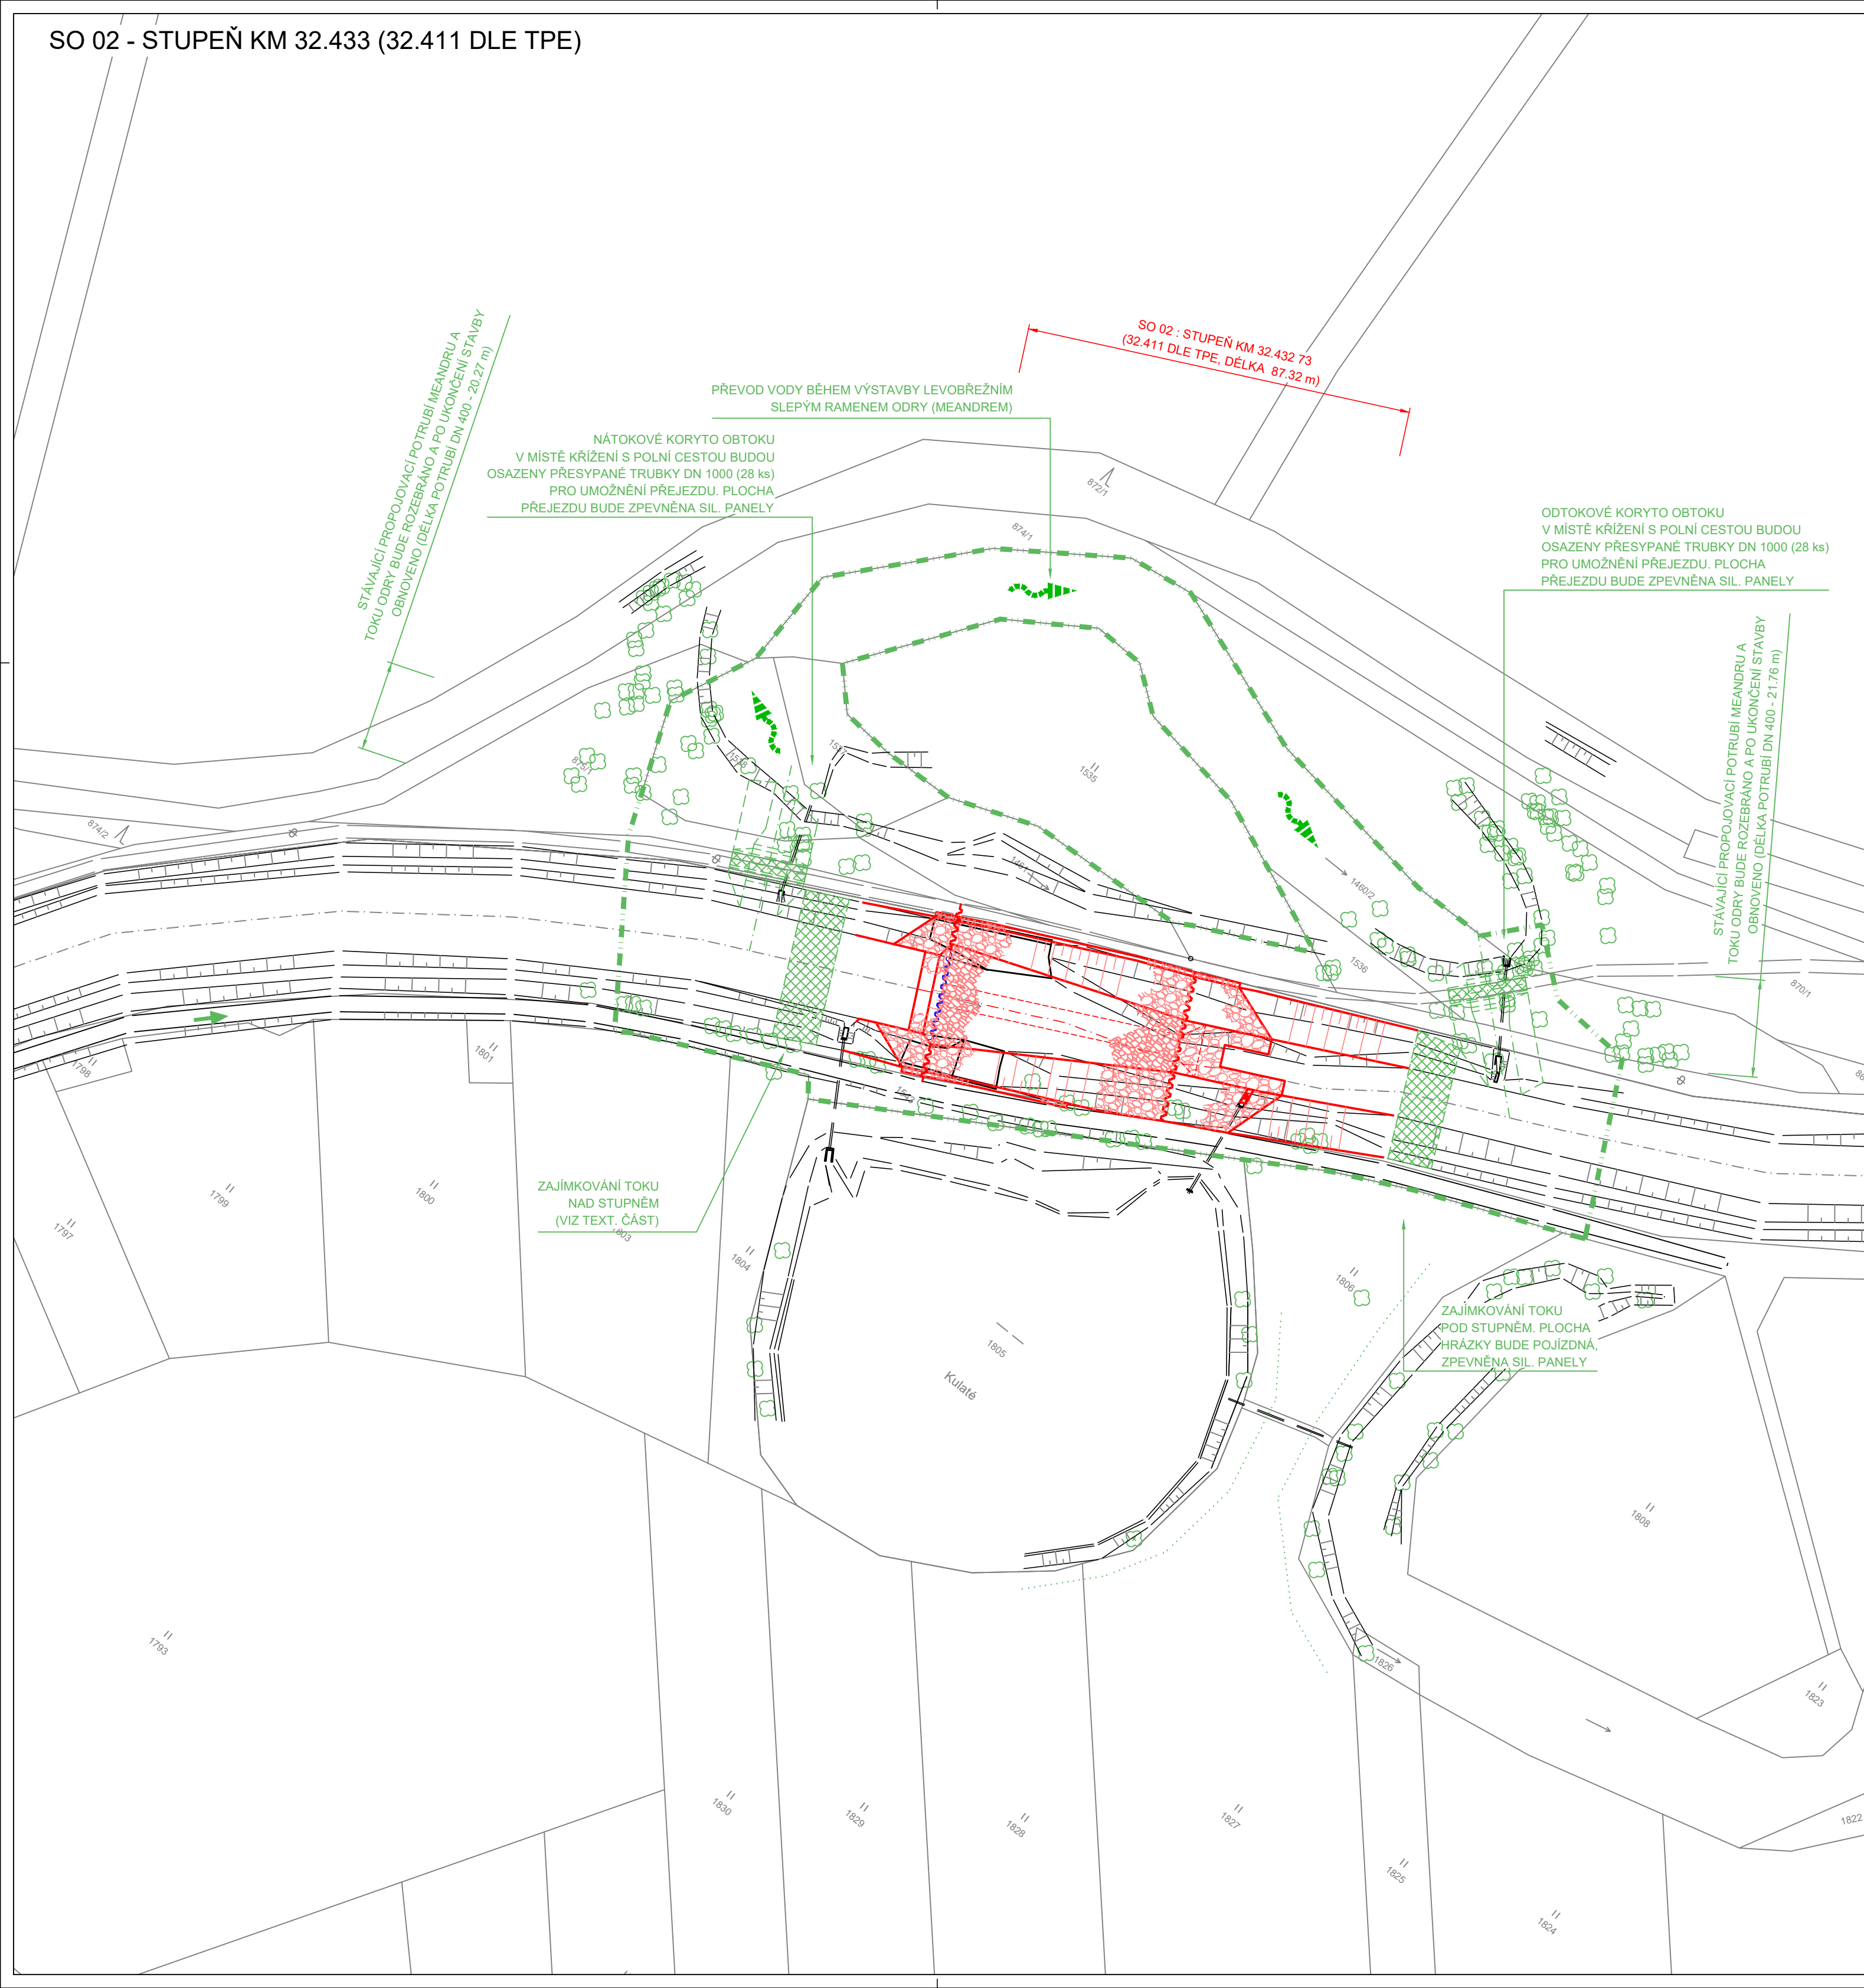 SO 02 - STUPEŇ KM 32.433 (32.411 DLE TPE)
SO 02 : STUPEŇ KM 32.432 73
(32.411 DLE TPE, DÉLKA 87.32 m)
STÁVAJÍCÍ PROPOJOVACÍ POTRUBÍ MEANDRU A
TOKU ODRY BUDE ROZEBRÁNO A PO UKONČENÍ STAVBY
OBNOVENO (DÉLKA POTRUBÍ DN 400 - 20.27 m)
PŘEVOD VODY BĚHEM VÝSTAVBY LEVOBŘEŽNÍM
SLEPÝM RAMENEM ODRY (MEANDREM)
NÁTOKOVÉ KORYTO OBTOKU
V MÍSTĚ KŘÍŽENÍ S POLNÍ CESTOU BUDOU
OSAZENY PŘESYPANÉ TRUBKY DN 1000 (28 ks)
PRO UMOŽNĚNÍ PŘEJEZDU. PLOCHA
PŘEJEZDU BUDE ZPEVNĚNA SIL. PANELY
872/1
874/1
ODTOKOVÉ KORYTO OBTOKU
V MÍSTĚ KŘÍŽENÍ S POLNÍ CESTOU BUDOU
OSAZENY PŘESYPANÉ TRUBKY DN 1000 (28 ks)
PRO UMOŽNĚNÍ PŘEJEZDU. PLOCHA
PŘEJEZDU BUDE ZPEVNĚNA SIL. PANELY
STÁVAJÍCÍ PROPOJOVACÍ POTRUBÍ MEANDRU A
TOKU ODRY BUDE ROZEBRÁNO A PO UKONČENÍ STAVBY
OBNOVENO (DÉLKA POTRUBÍ DN 400 - 21.76 m)
875/1
1538
1537
1535
874/2
1461
1460/2
1536
870/1
1798
1801
1543
ZAJÍMKOVÁNÍ TOKU
NAD STUPNĚM
(VIZ TEXT. ČÁST)
1797
1799
1800
1803
1804
1805
Kulaté
1806
ZAJÍMKOVÁNÍ TOKU
POD STUPNĚM. PLOCHA
HRÁZKY BUDE POJÍZDNÁ,
ZPEVNĚNA SIL. PANELY
1808
1793
1826
1823
1830
1829
1828
1827
1822
1825
1824